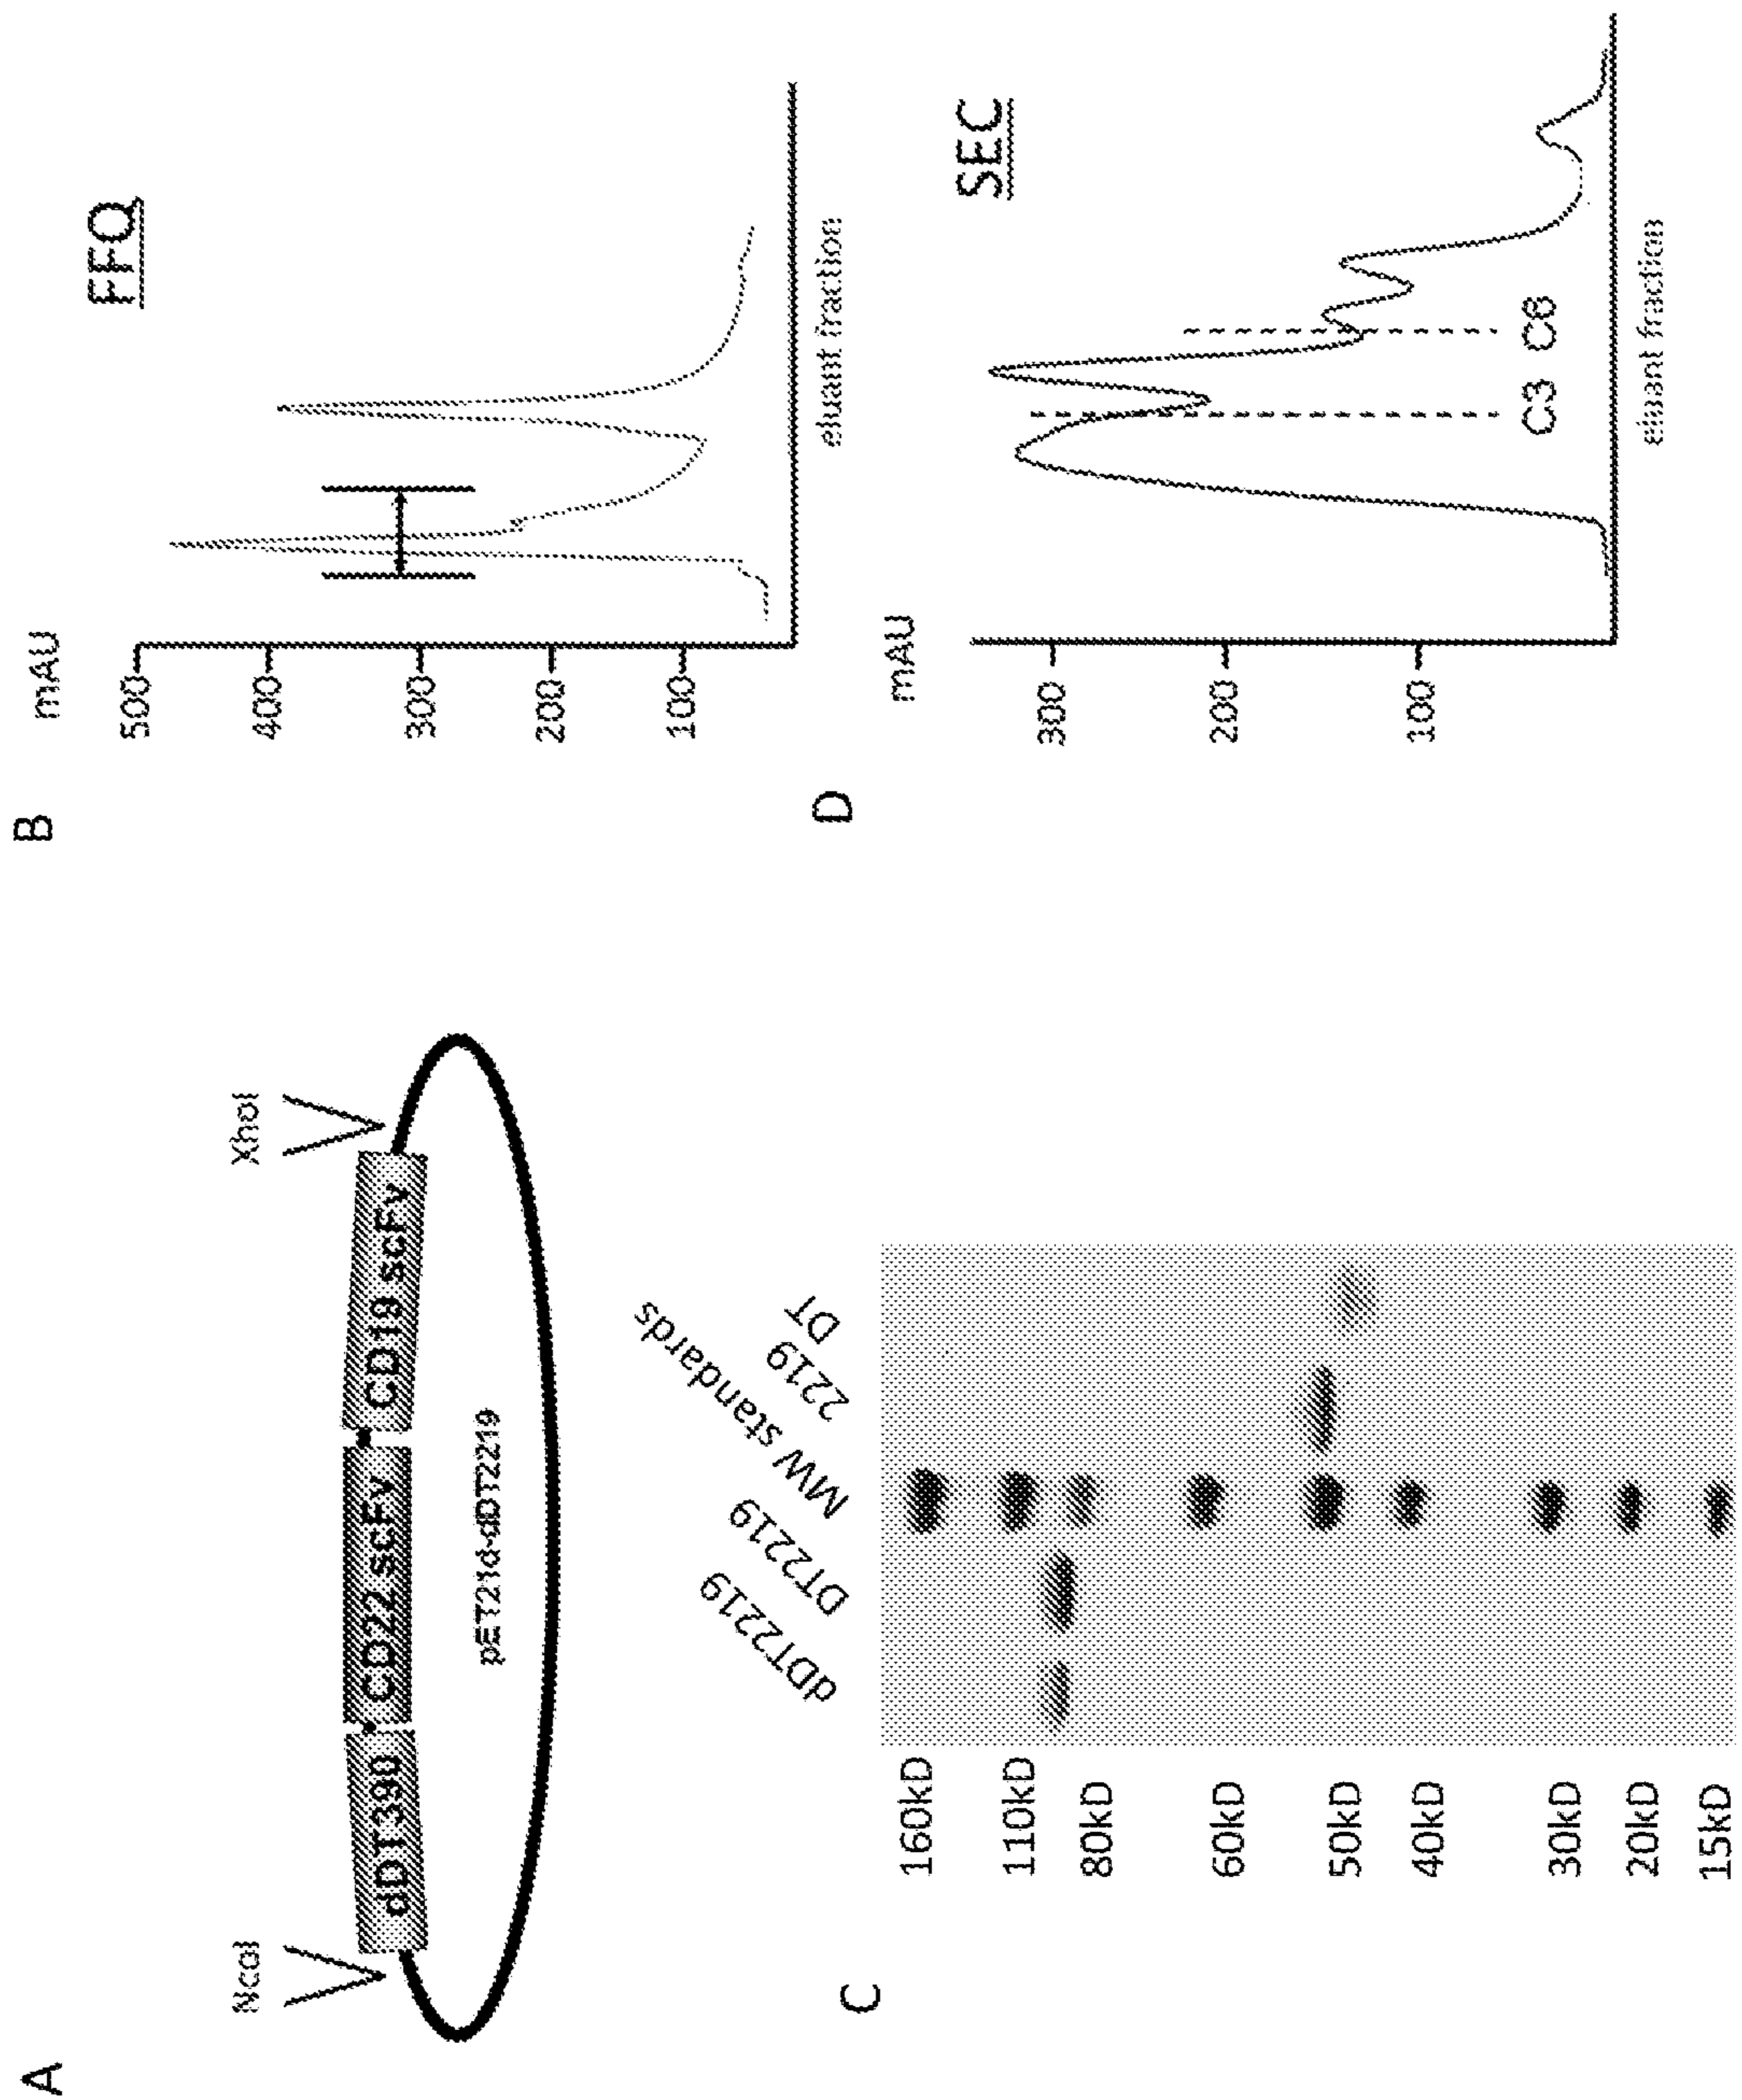 A
NcoI
XhoI
dDT390
CD22 scFv
CD19 scFv
pET21d-dDT2219
B
mAU
FFQ
500
400
300
200
100
eluant fraction
C
dDT2219
DT2219
MW standards
2219
DT
160kD
110kD
80kD
60kD
50kD
40kD
30kD
20kD
15kD
D
mAU
SEC
300
200
100
C3
C6
eluant fraction